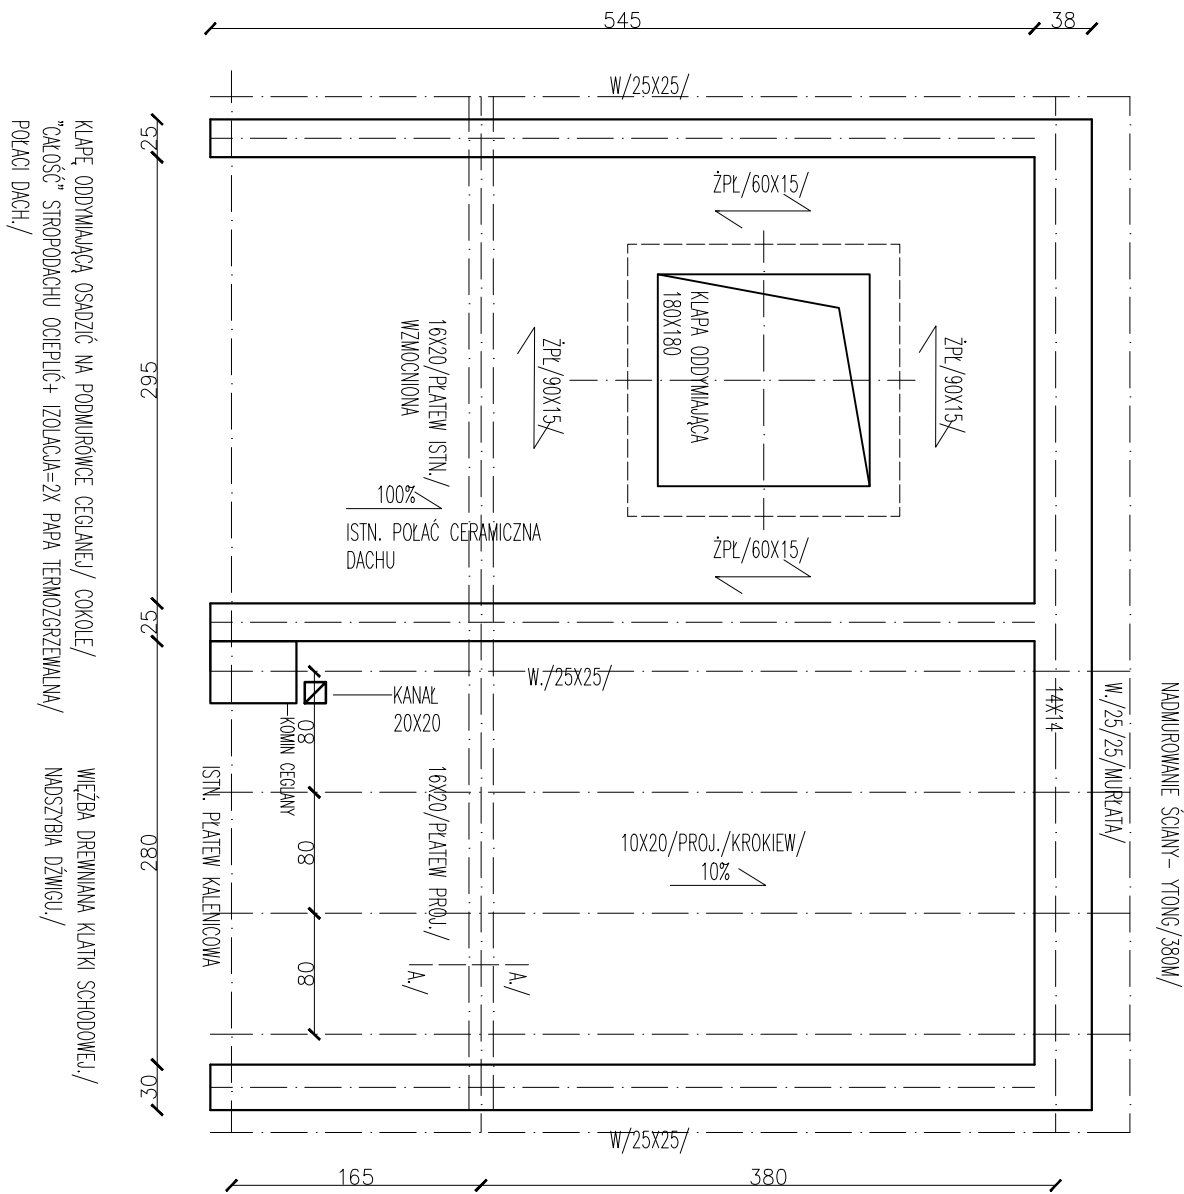 545
38
W/25X25/
25
295
25
280
30
ŻPŁ/60X15/
KLAPA ODDYMIAJĄCA
180X180
ŻPŁ/90X15/
ŻPŁ/90X15/
ŻPŁ/60X15/
16X20/PŁATEW ISTN./
WZMOCNIONA
100%
ISTN. POŁAĆ CERAMICZNA
DACHU
W./25X25/
KANAŁ
20X20
KOMIN CEGLANY
80
80
80
14X14
W./25/25/MURŁATA/
NADMUROWANIE ŚCIANY- YTONG/380M/
16X20/PŁATEW PROJ./
10X20/PROJ./KROKIEW/
10%
A./
A./
ISTN. PŁATEW KALENICOWA
W/25X25/
165
380
KLAPĘ ODDYMIAJĄCĄ OSADZIĆ NA PODMURÓWCE CEGLANEJ/ COKOLE/
"CAŁOŚĆ" STROPODACHU OCIEPLIĆ+ IZOLACJA=2X PAPA TERMOZGRZEWALNA/
POŁACI DACH./
WIĘŹBA DREWNIANA KLATKI SCHODOWEJ./
NADSZYBIA DŹWIGU./